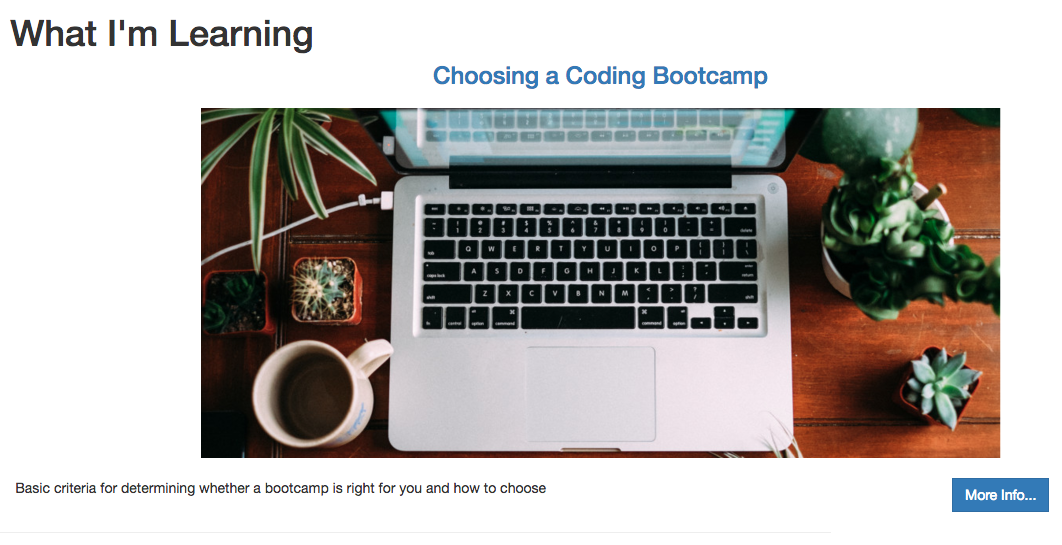 What I'm Learning
Choosing a Coding Bootcamp
Q W E R T Y U I O P
A S D F G H J K L
Z X C V B N M
Basic criteria for determining whether a bootcamp is right for you and how to choose
More Info...